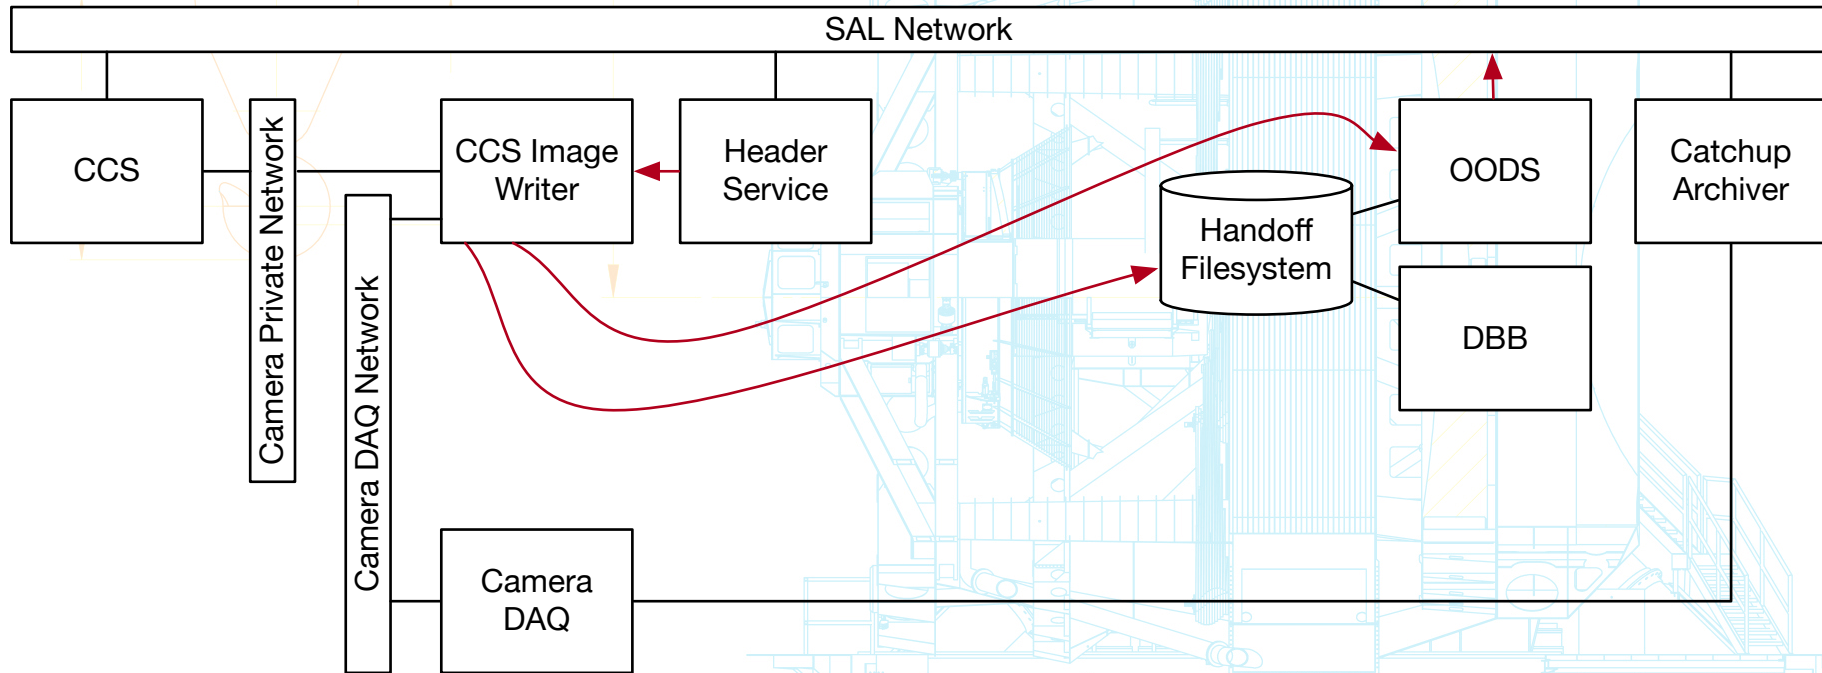 SAL Network
CCS
Camera Private Network
Camera DAQ Network
CCS Image
Writer
Header
Service
Handoff
Filesystem
OODS
DBB
Catchup
Archiver
Camera
DAQ